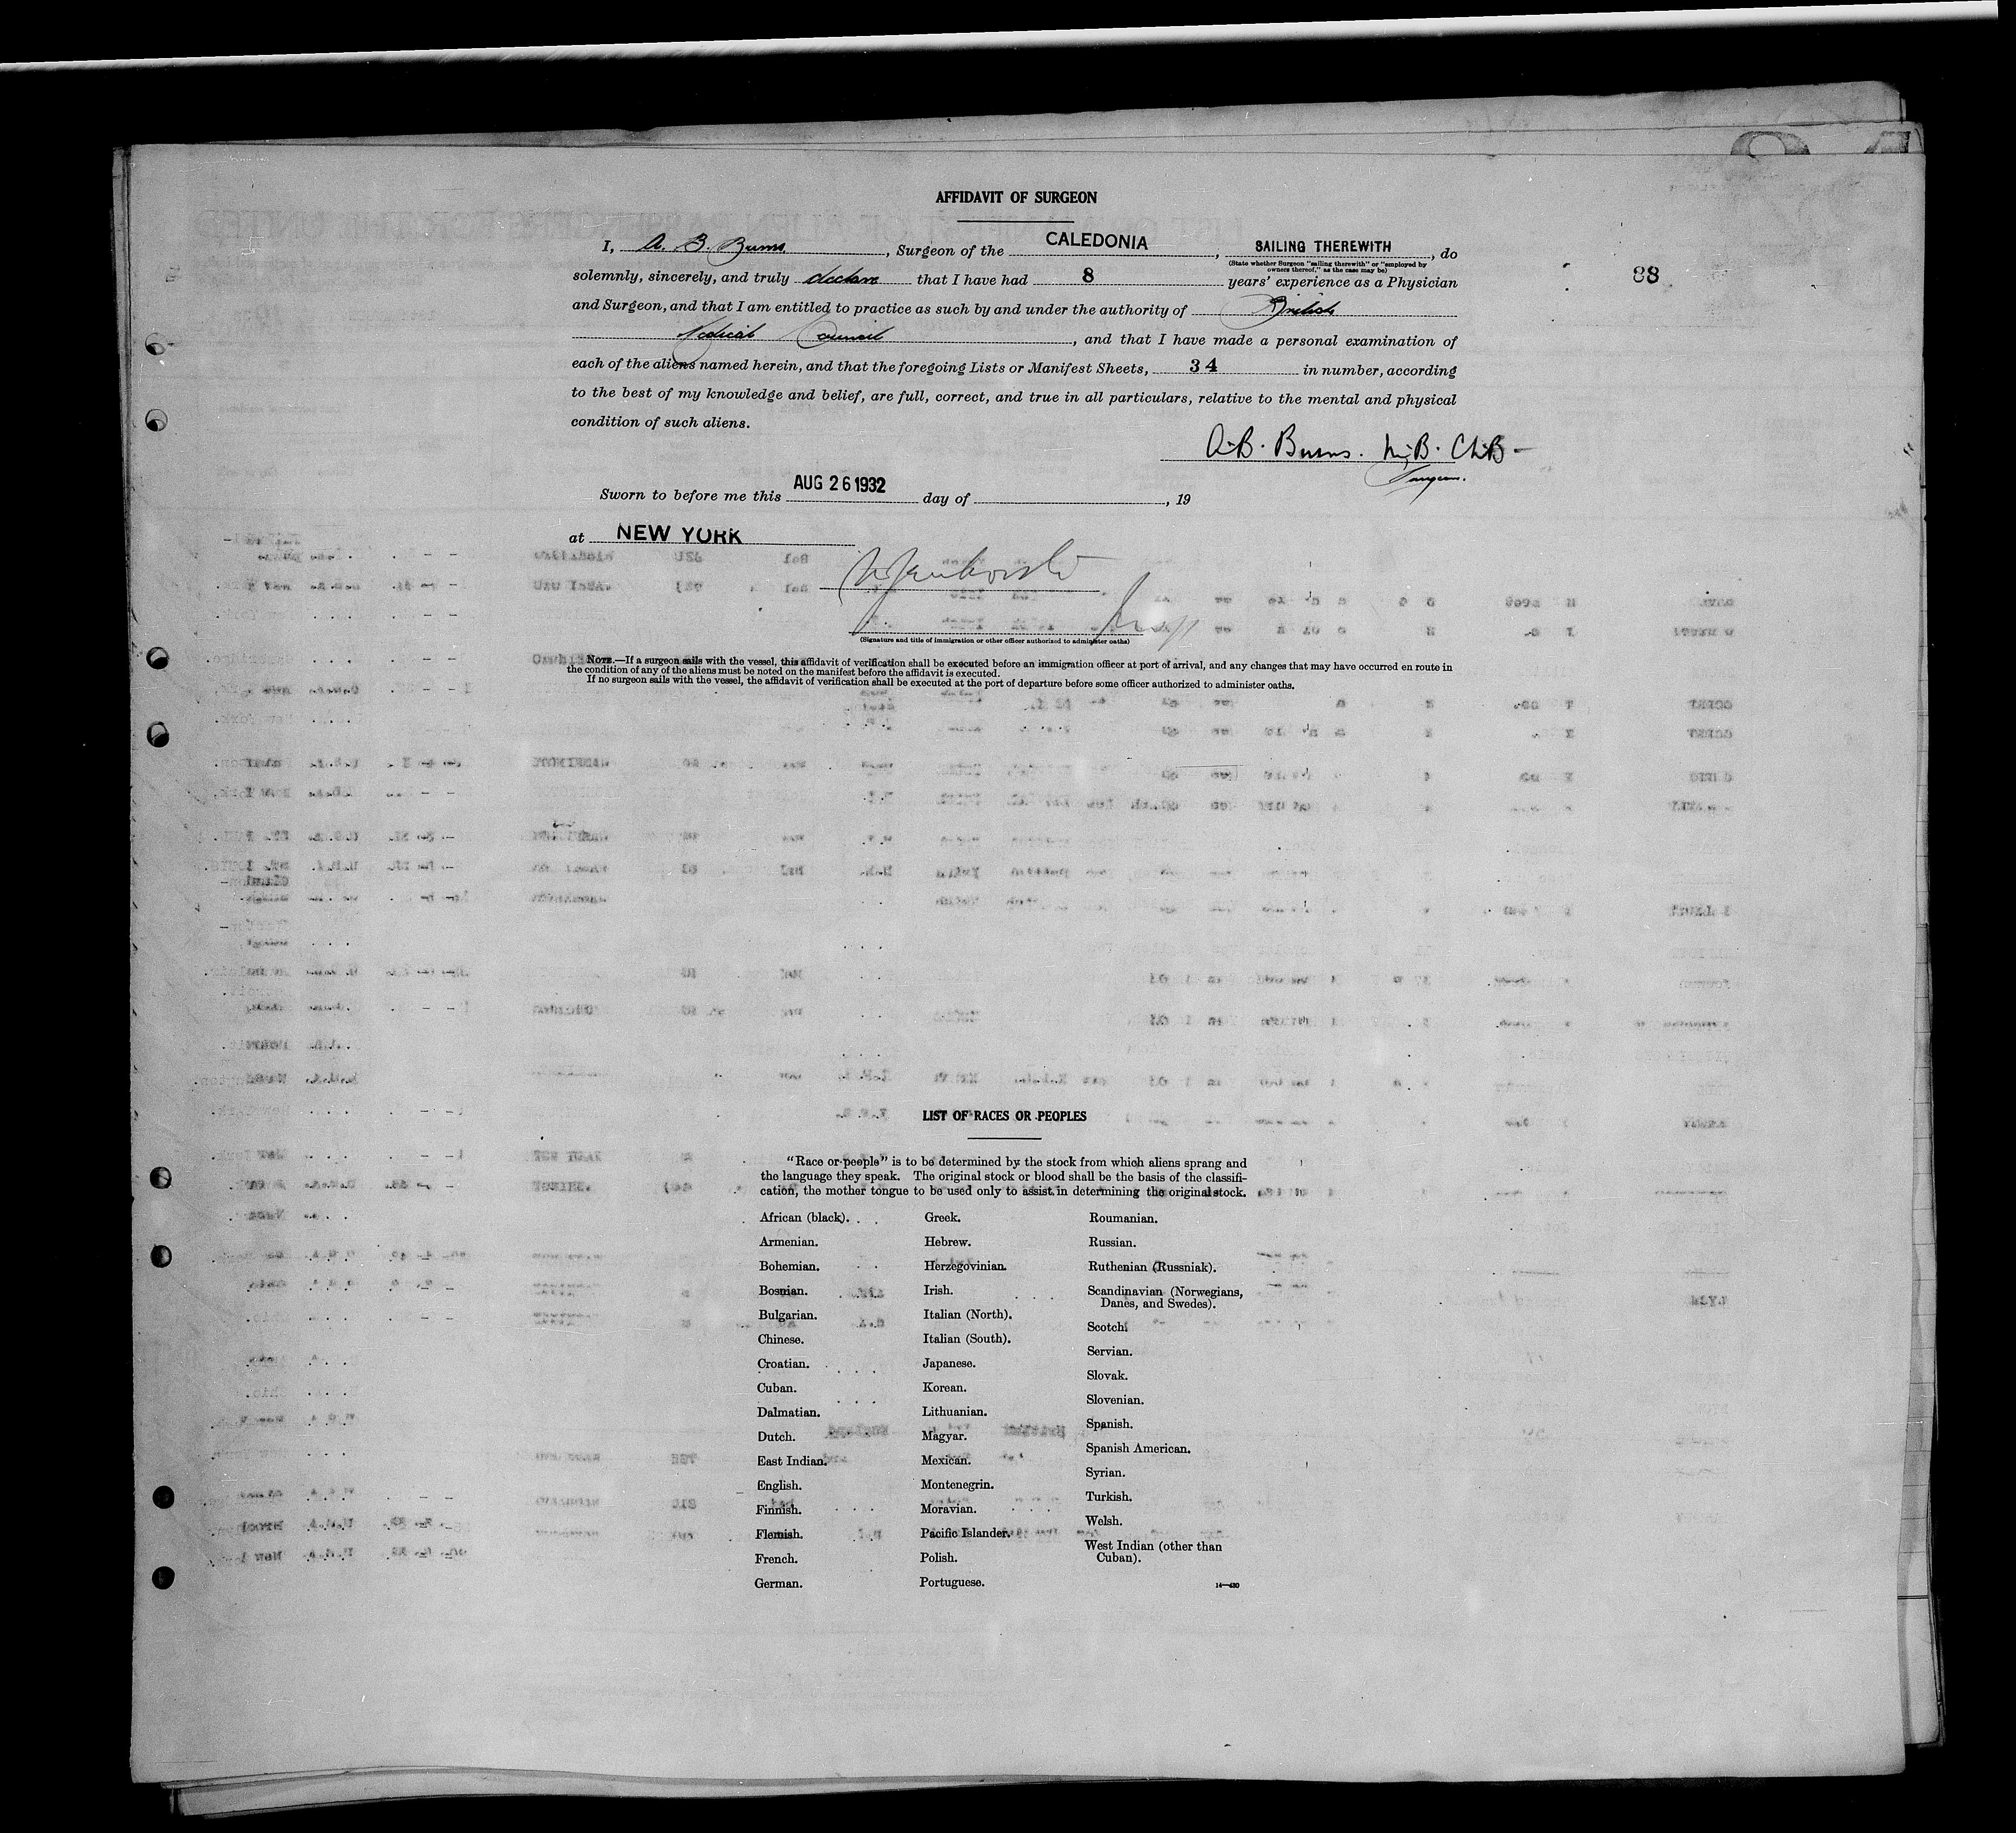 AFFIDAVIT OF SURGEON
I, A. B. Burns, Surgeon of the CALEDONIA, SAILING THEREWITH, do
(State whether Surgeon "sailing therewith" or "employed by
owners thereof," as the case may be)
solemnly, sincerely, and truly declare that I have had 8 years' experience as a Physician
88
and Surgeon, and that I am entitled to practice as such by and under the authority of British
Medical Council, and that I have made a personal examination of
each of the aliens named herein, and that the foregoing Lists or Manifest Sheets, 34 in number, according
to the best of my knowledge and belief, are full, correct, and true in all particulars, relative to the mental and physical
condition of such aliens.
A.B. Burns. M.B. Ch.B-
Surgeon.
Sworn to before me this AUG 26 1932 day of , 19
at NEW YORK
(Signature and title of immigration or other officer authorized to administer oaths)
NOTE.—If a surgeon sails with the vessel, this affidavit of verification shall be executed before an immigration officer at port of arrival, and any changes that may have occurred en route in
the condition of any of the aliens must be noted on the manifest before the affidavit is executed.
If no surgeon sails with the vessel, the affidavit of verification shall be executed at the port of departure before some officer authorized to administer oaths.
LIST OF RACES OR PEOPLES
"Race or people" is to be determined by the stock from which aliens sprang and
the language they speak. The original stock or blood shall be the basis of the classifi-
cation, the mother tongue to be used only to assist in determining the original stock.
African (black).
Armenian.
Bohemian.
Bosnian.
Bulgarian.
Chinese.
Croatian.
Cuban.
Dalmatian.
Dutch.
East Indian.
English.
Finnish.
Flemish.
French.
German.
Greek.
Hebrew.
Herzegovinian.
Irish.
Italian (North).
Italian (South).
Japanese.
Korean.
Lithuanian.
Magyar.
Mexican.
Montenegrin.
Moravian.
Pacific Islander.
Polish.
Portuguese.
Roumanian.
Russian.
Ruthenian (Russniak).
Scandinavian (Norwegians,
Danes, and Swedes).
Scotch.
Servian.
Slovak.
Slovenian.
Spanish.
Spanish American.
Syrian.
Turkish.
Welsh.
West Indian (other than
Cuban).
14—430